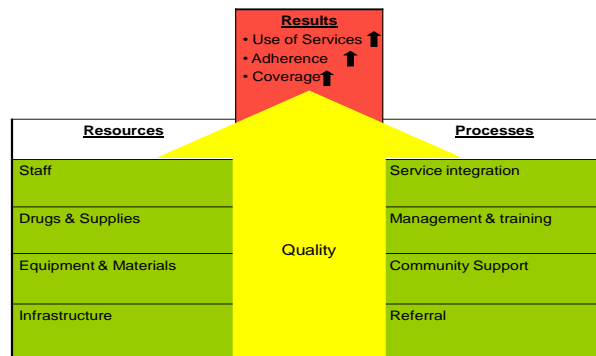 Results
• Use of Services
• Adherence
• Coverage
Resources
Processes
Staff
Service integration
Drugs & Supplies
Management & training
Quality
Equipment & Materials
Community Support
Infrastructure
Referral